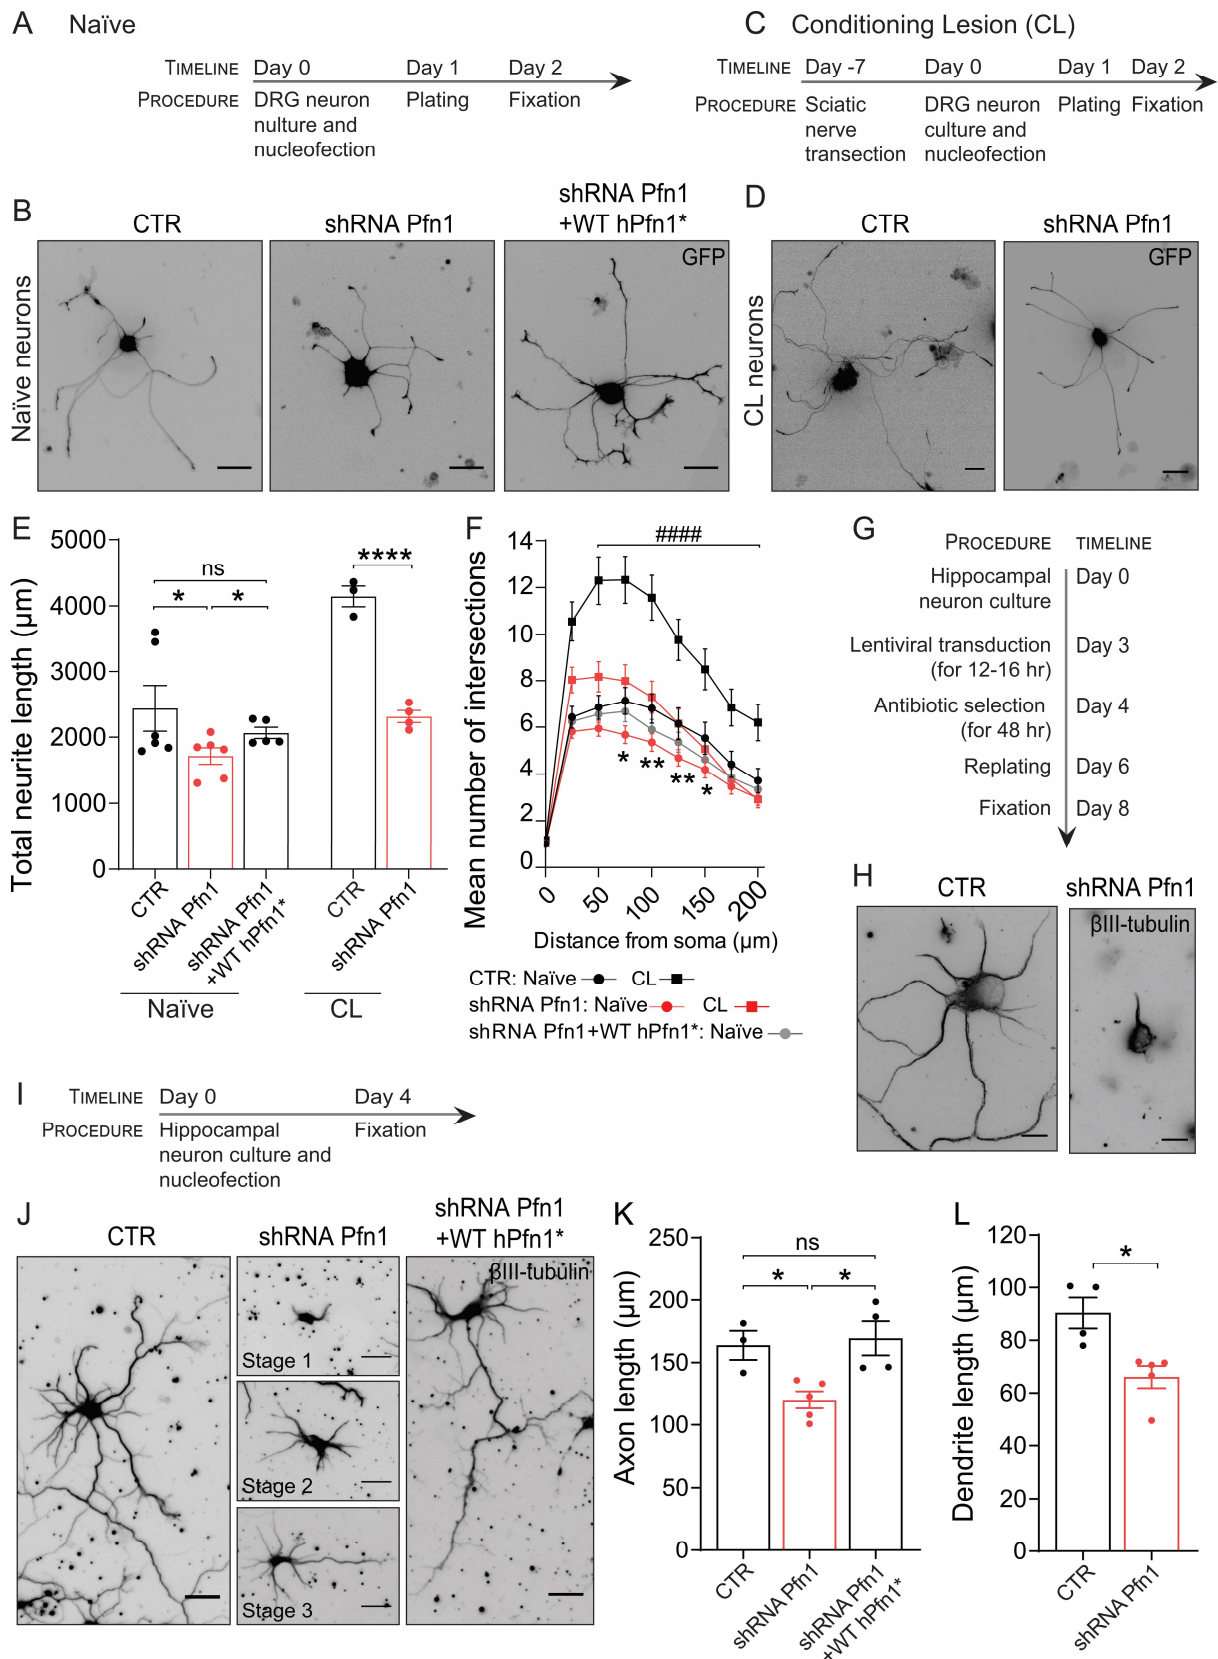 A Naïve
TIMELINE Day 0 Day 1 Day 2
PROCEDURE DRG neuron Plating Fixation
nulture and
nucleofection
C Conditioning Lesion (CL)
TIMELINE Day -7 Day 0 Day 1 Day 2
PROCEDURE Sciatic DRG neuron Plating Fixation
nerve culture and
transection nucleofection
B
CTR
shRNA Pfn1
shRNA Pfn1
+WT hPfn1*
GFP
Naïve neurons
D
CTR
shRNA Pfn1
GFP
CL neurons
E
Total neurite length (µm)
5000
4000
3000
2000
1000
0
ns
* *
****
CTR
shRNA Pfn1
shRNA Pfn1
+WT hPfn1*
CTR
shRNA Pfn1
Naïve
CL
F
Mean number of intersections
14
12
10
8
6
4
2
0
####
* ** ** *
0 50 100 150 200
Distance from soma (µm)
CTR: Naïve CL
shRNA Pfn1: Naïve CL
shRNA Pfn1+WT hPfn1*: Naïve
G
PROCEDURE TIMELINE
Hippocampal Day 0
neuron culture
Lentiviral transduction Day 3
(for 12-16 hr)
Antibiotic selection Day 4
(for 48 hr)
Replating Day 6
Fixation Day 8
H
CTR
shRNA Pfn1
βIII-tubulin
I
TIMELINE Day 0 Day 4
PROCEDURE Hippocampal Fixation
neuron culture and
nucleofection
J
CTR
shRNA Pfn1
Stage 1
Stage 2
Stage 3
shRNA Pfn1
+WT hPfn1*
βIII-tubulin
K
Axon length (µm)
250
200
150
100
50
0
ns
* *
CTR
shRNA Pfn1
shRNA Pfn1
+WT hPfn1*
L
Dendrite length (µm)
120
100
80
60
40
20
0
*
CTR
shRNA Pfn1